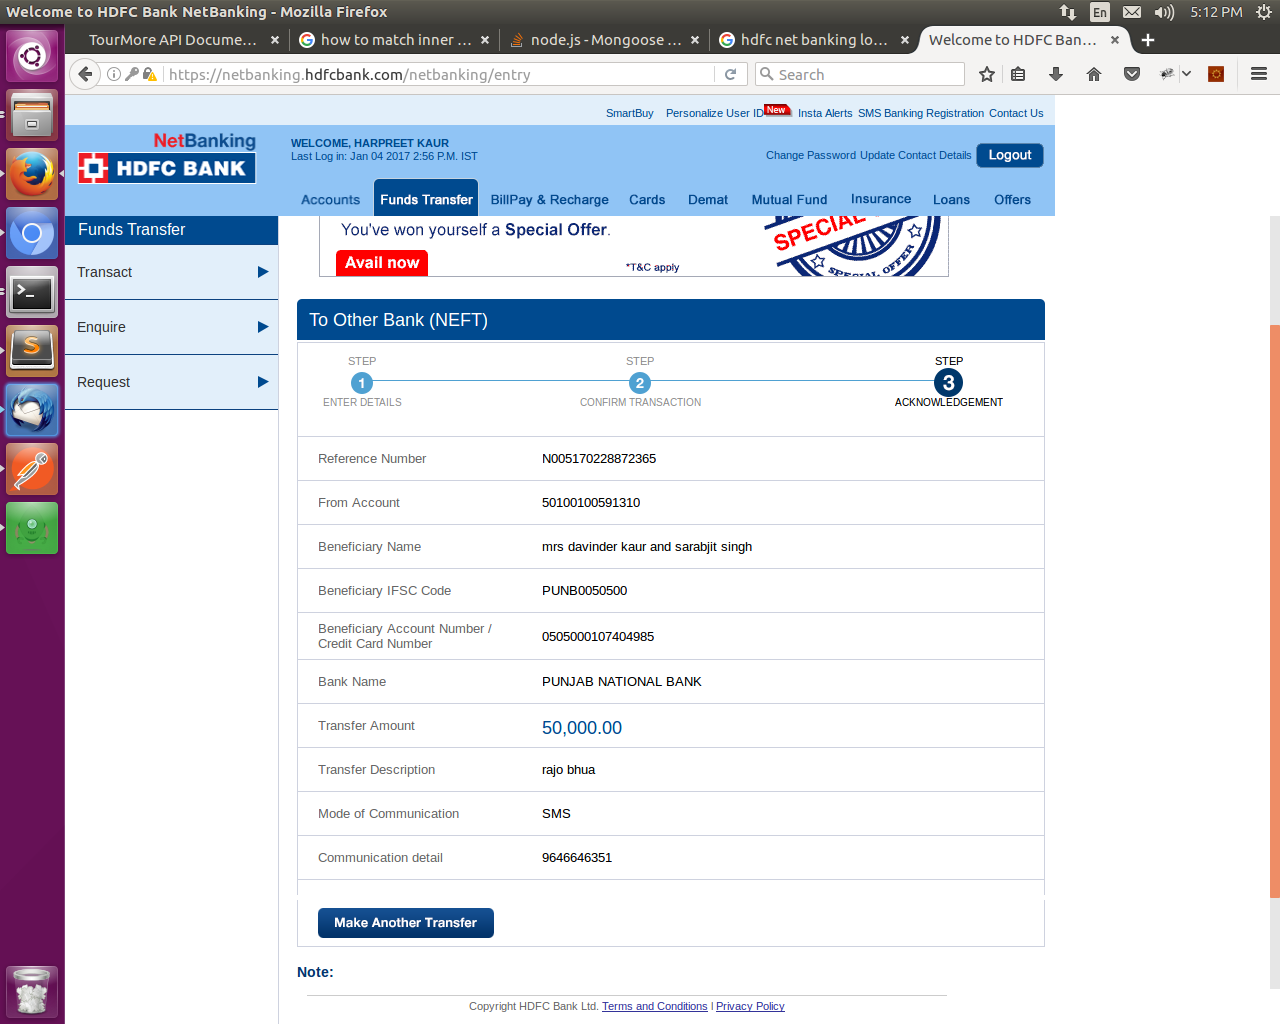 Welcome to HDFC Bank NetBanking - Mozilla Firefox
En
5:12 PM
TourMore API Docume... ×
how to match inner ... ×
node.js - Mongoose ... ×
hdfc net banking lo... ×
Welcome to HDFC Ban... ×
https://netbanking.hdfcbank.com/netbanking/entry
Search
SmartBuy
Personalize User ID
New
Insta Alerts
SMS Banking Registration
Contact Us
NetBanking
HDFC BANK
WELCOME, HARPREET KAUR
Last Log in: Jan 04 2017 2:56 P.M. IST
Change Password
Update Contact Details
Logout
Accounts
Funds Transfer
BillPay & Recharge
Cards
Demat
Mutual Fund
Insurance
Loans
Offers
Funds Transfer
Transact
Enquire
Request
You've won yourself a Special Offer.
Avail now
*T&C apply
SPECIAL
SPECIAL OFFER
To Other Bank (NEFT)
STEP
1
ENTER DETAILS
STEP
2
CONFIRM TRANSACTION
STEP
3
ACKNOWLEDGEMENT
Reference Number N005170228872365
From Account 50100100591310
Beneficiary Name mrs davinder kaur and sarabjit singh
Beneficiary IFSC Code PUNB0050500
Beneficiary Account Number /
Credit Card Number 0505000107404985
Bank Name PUNJAB NATIONAL BANK
Transfer Amount 50,000.00
Transfer Description rajo bhua
Mode of Communication SMS
Communication detail 9646646351
Make Another Transfer
Note:
Copyright HDFC Bank Ltd. Terms and Conditions | Privacy Policy